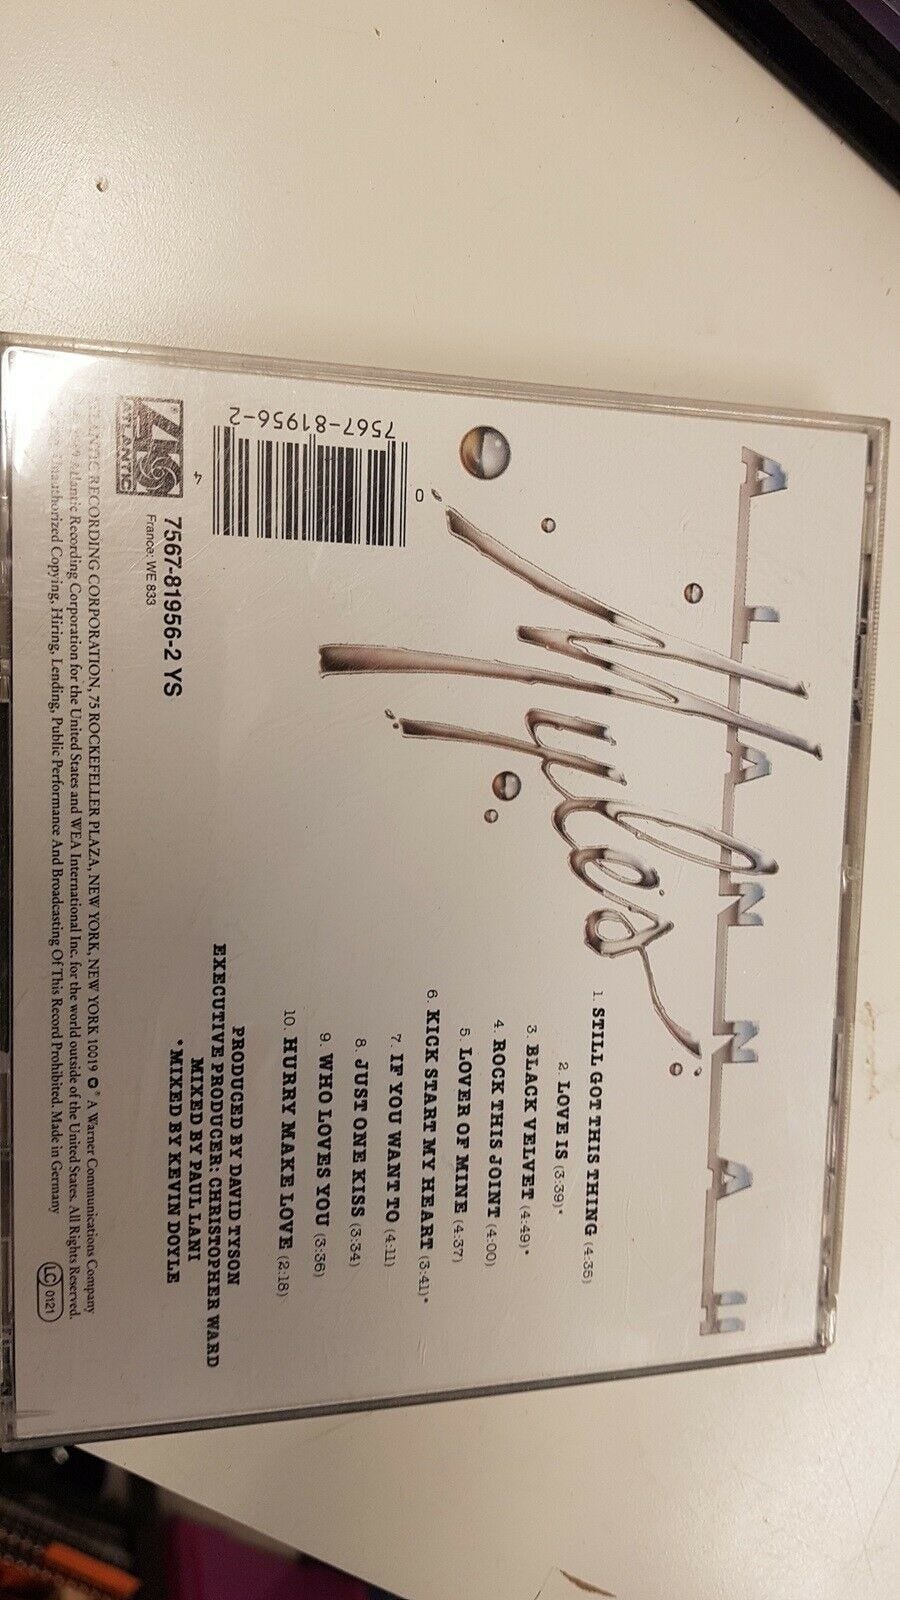 ALANNAH
Myles
1. STILL GOT THIS THING (4:35)
2. LOVE IS (3:39)*
3. BLACK VELVET (4:49)*
4. ROCK THIS JOINT (4:00)
5. LOVER OF MINE (4:37)
6. KICK START MY HEART (3:41)*
7. IF YOU WANT TO (4:11)
8. JUST ONE KISS (3:34)
9. WHO LOVES YOU (3:36)
10. HURRY MAKE LOVE (2:18)
PRODUCED BY DAVID TYSON
EXECUTIVE PRODUCER: CHRISTOPHER WARD
MIXED BY PAUL LANI
*MIXED BY KEVIN DOYLE
0
7567-81956-2
4
7567-81956-2 YS
France: WE 833
ATLANTIC
ATLANTIC RECORDING CORPORATION, 75 ROCKEFELLER PLAZA, NEW YORK, NEW YORK 10019 ® A Warner Communications Company
Atlantic Recording Corporation for the United States and WEA International Inc. for the world outside of the United States. All Rights Reserved.
Unauthorized Copying, Hiring, Lending, Public Performance And Broadcasting Of This Record Prohibited. Made in Germany
LC 0121